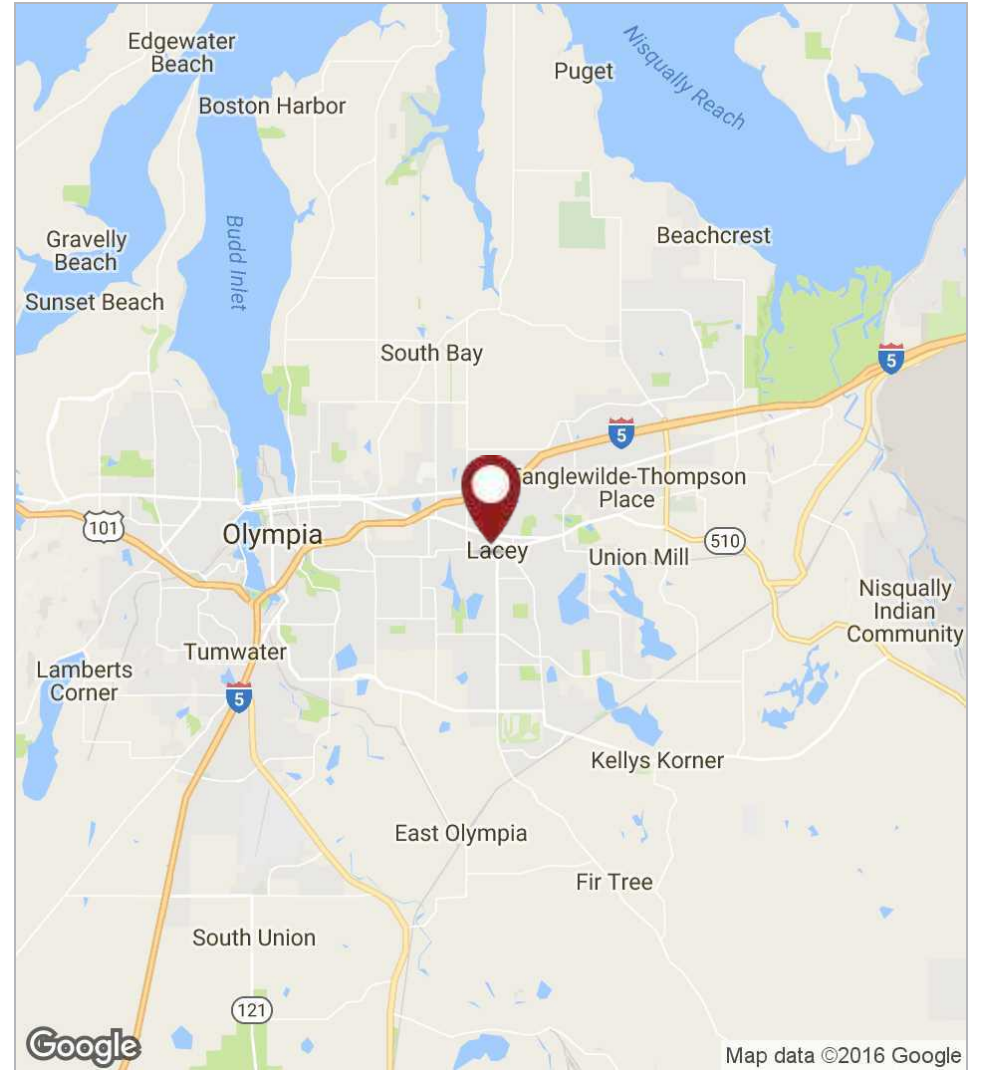 Edgewater
Beach
Boston Harbor
Puget
Nisqually Reach
Budd Inlet
Gravelly
Beach
Beachcrest
Sunset Beach
South Bay
5
5
Tanglewilde-Thompson
Place
101
Olympia
Lacey
Union Mill
510
Nisqually
Indian
Community
Tumwater
Lamberts
Corner
5
Kellys Korner
East Olympia
Fir Tree
South Union
121
Google
Map data ©2016 Google